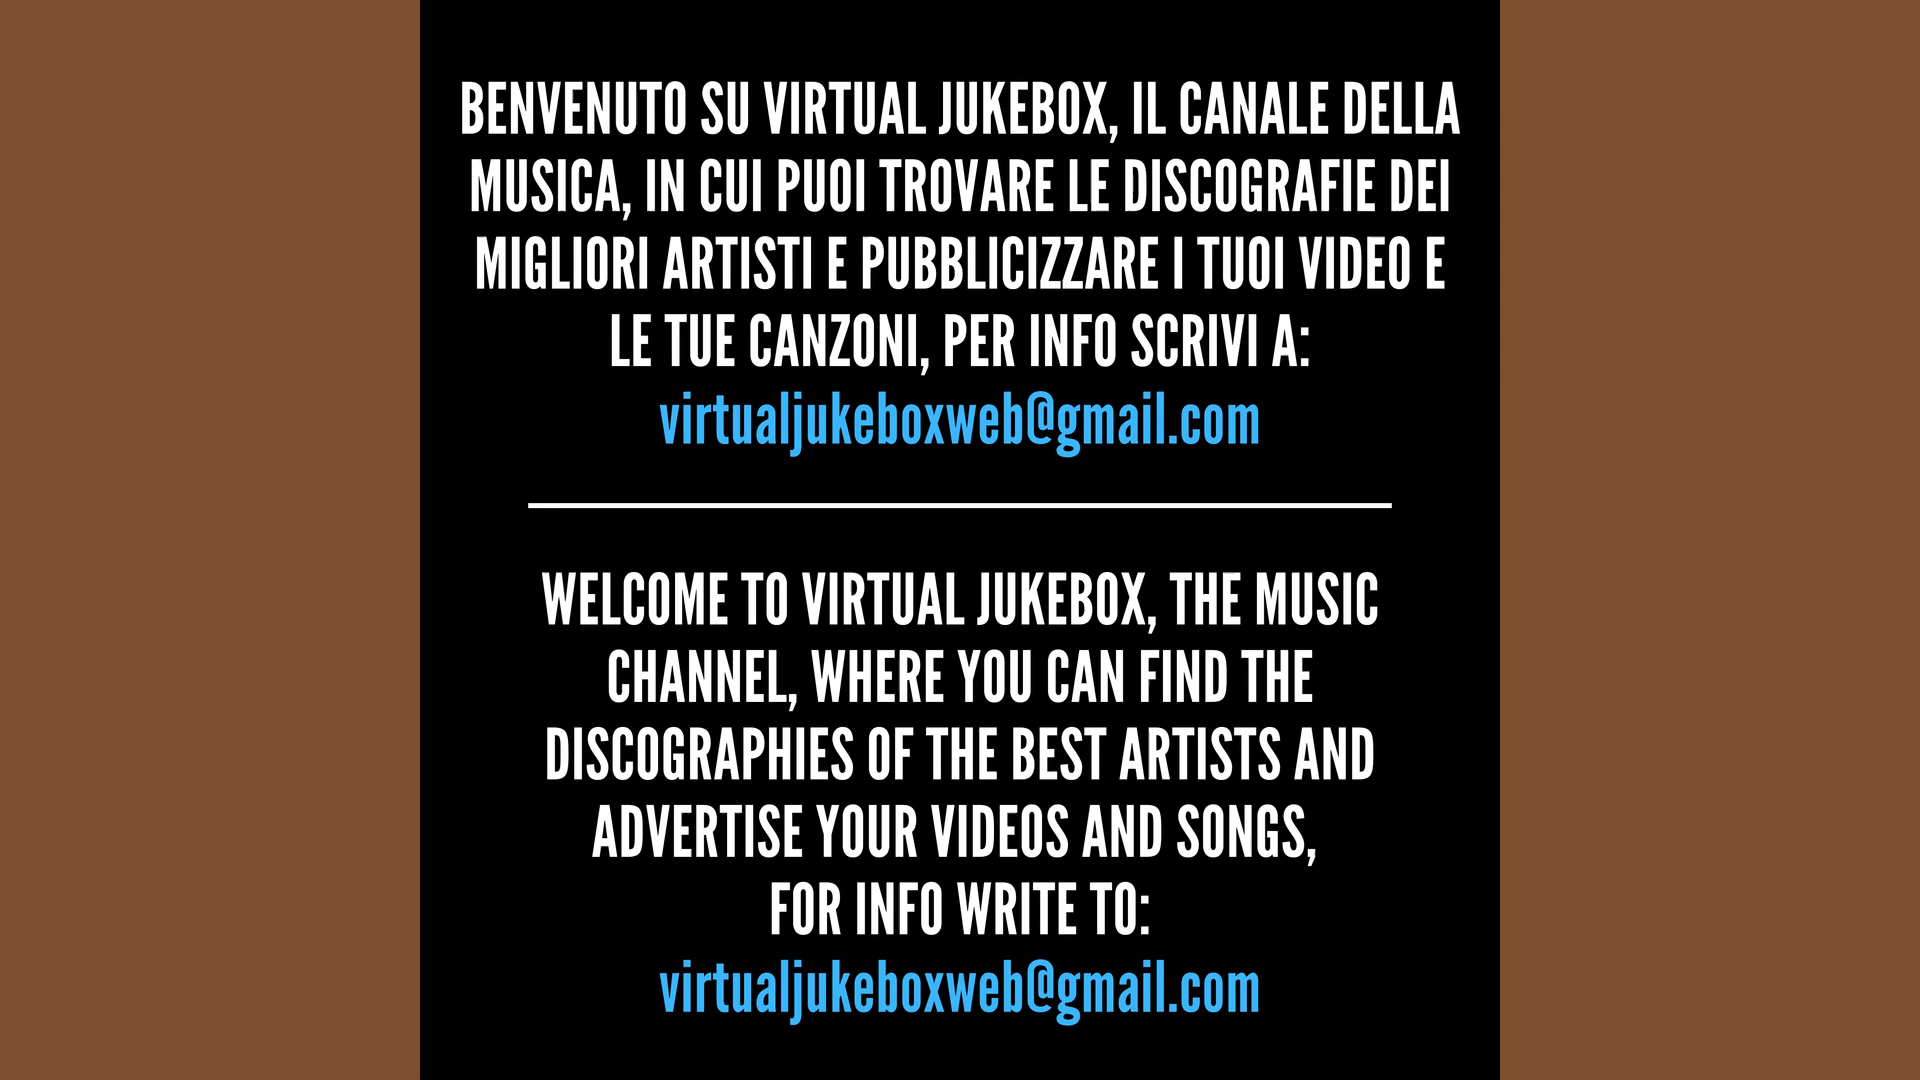 BENVENUTO SU VIRTUAL JUKEBOX, IL CANALE DELLA
MUSICA, IN CUI PUOI TROVARE LE DISCOGRAFIE DEI
MIGLIORI ARTISTI E PUBBLICIZZARE I TUOI VIDEO E
LE TUE CANZONI, PER INFO SCRIVI A:
virtualjukeboxweb@gmail.com
WELCOME TO VIRTUAL JUKEBOX, THE MUSIC
CHANNEL, WHERE YOU CAN FIND THE
DISCOGRAPHIES OF THE BEST ARTISTS AND
ADVERTISE YOUR VIDEOS AND SONGS,
FOR INFO WRITE TO:
virtualjukeboxweb@gmail.com